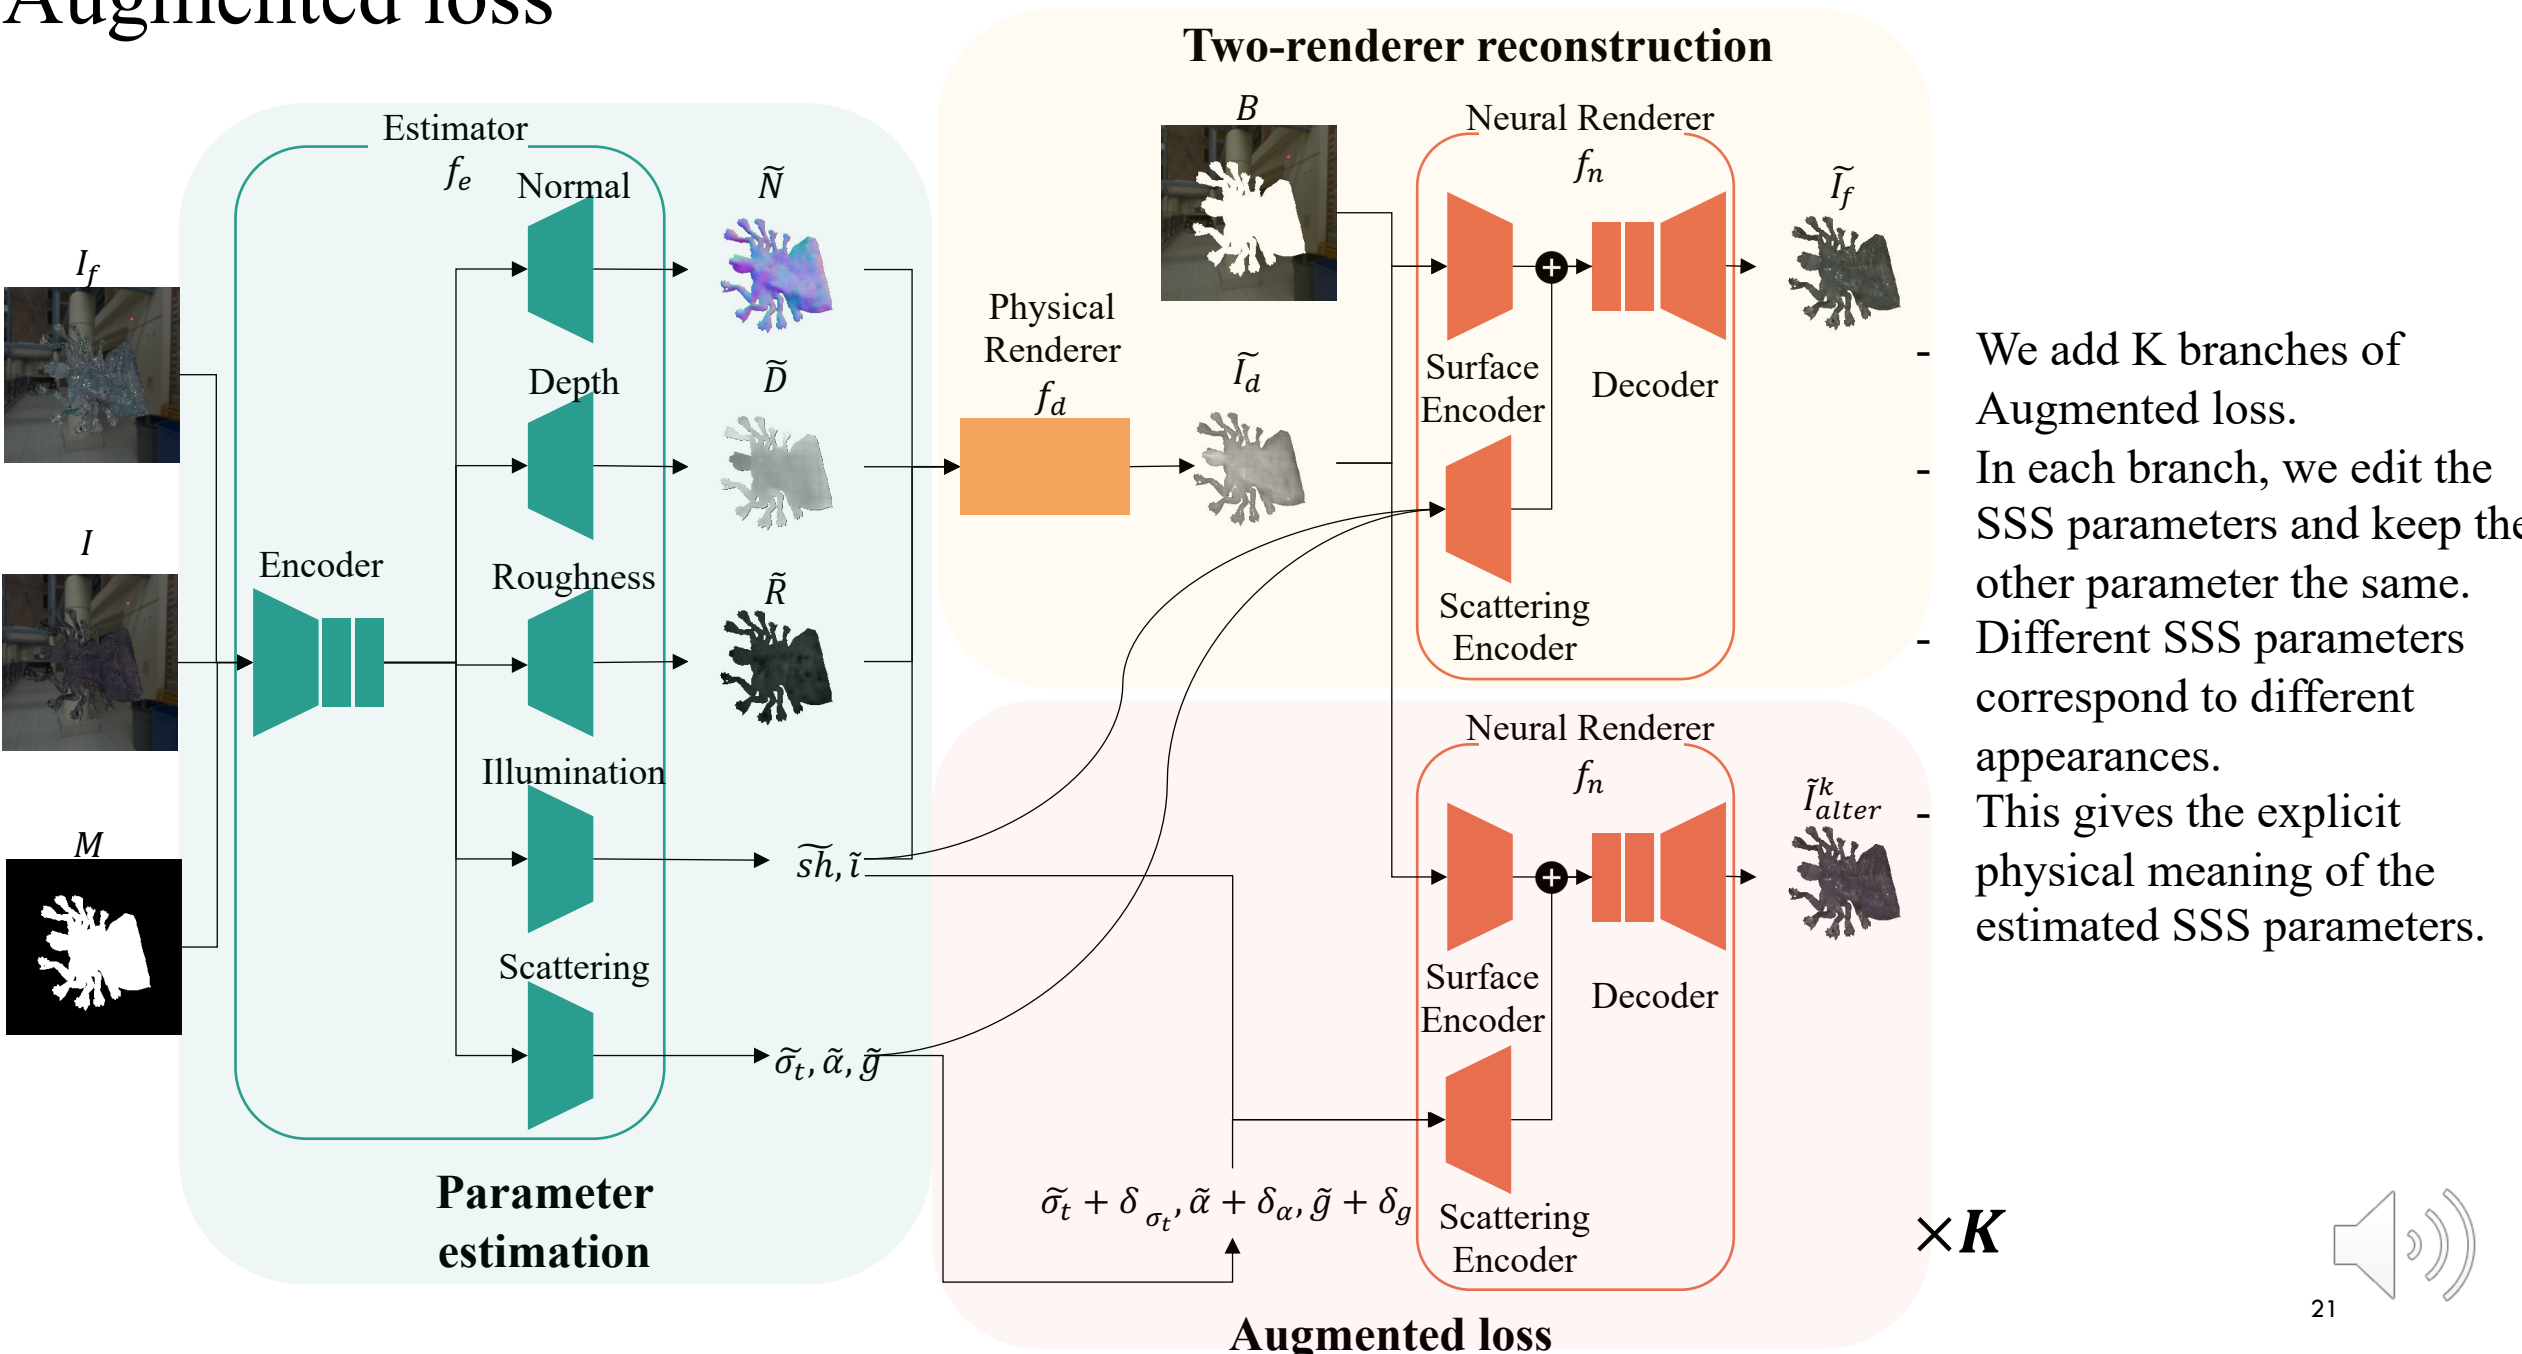 Augmented loss
Two-renderer reconstruction
Estimator
f_e
Normal
Ñ
I_f
Depth
D̃
I
Encoder
Roughness
R̃
M
Illumination
s͠h, ĩ
Scattering
σ̃_t, α̃, g̃
Parameter
estimation
B
Physical
Renderer
f_d
Ĩ_d
Neural Renderer
f_n
Ĩ_f
Surface
Encoder
Decoder
Scattering
Encoder
Neural Renderer
f_n
Ĩ^k_{alter}
Surface
Encoder
Decoder
σ̃_t + δ_{σ_t}, α̃ + δ_α, g̃ + δ_g
Scattering
Encoder
×K
Augmented loss
- We add K branches of
Augmented loss.
- In each branch, we edit the
SSS parameters and keep the
other parameter the same.
- Different SSS parameters
correspond to different
appearances.
- This gives the explicit
physical meaning of the
estimated SSS parameters.
21